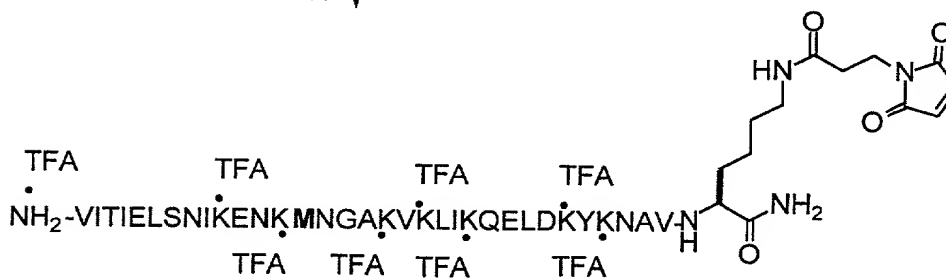 O O
HN N
O
TFA TFA TFA TFA
NH₂-VITIELSNIKENKMNGAKVKLIKQELDKYKNAV-N NH₂
H
O
TFA TFA TFA TFA